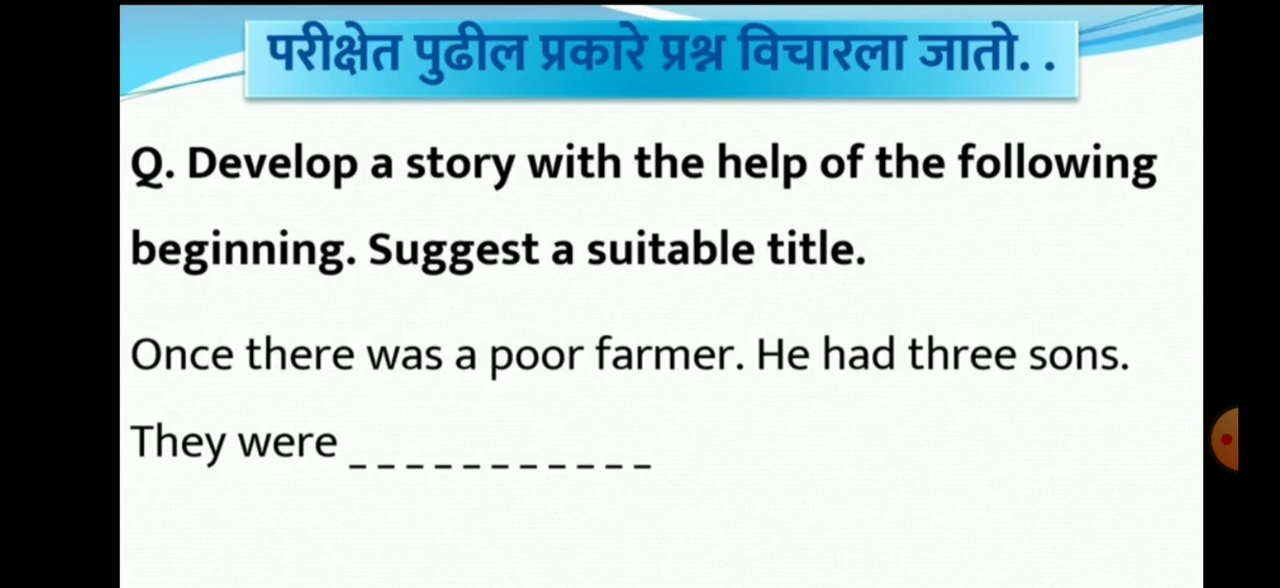 परीक्षेत पुढील प्रकारे प्रश्न विचारला जातो. .
Q. Develop a story with the help of the following
beginning. Suggest a suitable title.
Once there was a poor farmer. He had three sons.
They were _ _ _ _ _ _ _ _ _ _ _